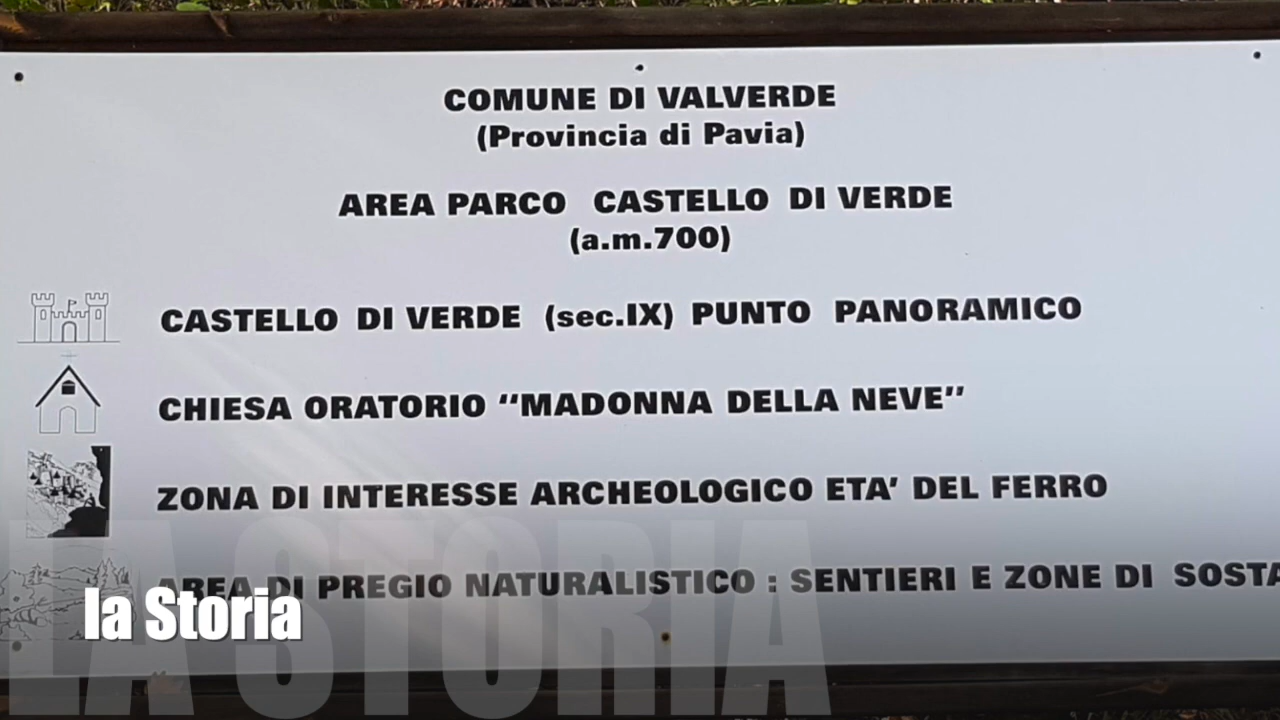 COMUNE DI VALVERDE
(Provincia di Pavia)
AREA PARCO CASTELLO DI VERDE
(a.m.700)
CASTELLO DI VERDE (sec.IX) PUNTO PANORAMICO
CHIESA ORATORIO “MADONNA DELLA NEVE”
ZONA DI INTERESSE ARCHEOLOGICO ETA’ DEL FERRO
AREA DI PREGIO NATURALISTICO : SENTIERI E ZONE DI SOSTA
la Storia
LA STORIA